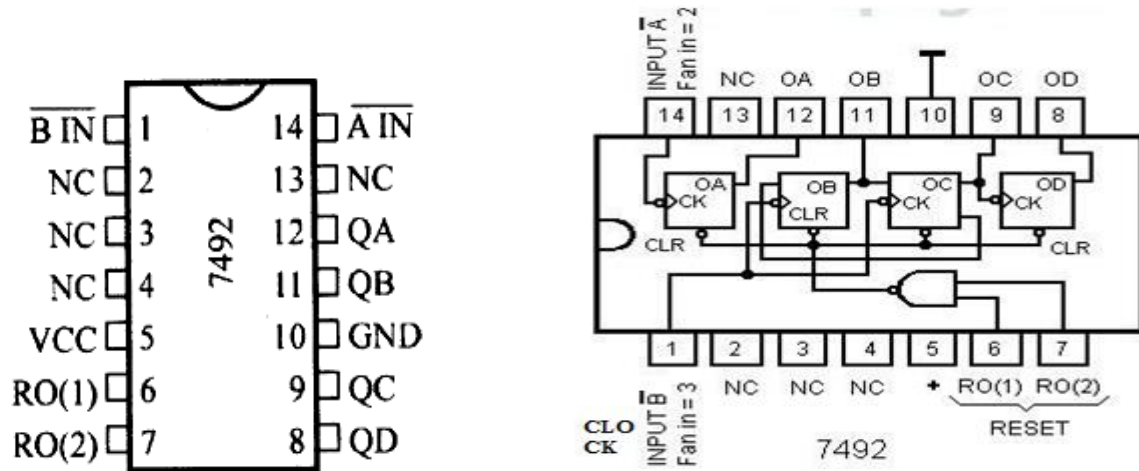 B IN 1 14 A IN
NC 2 13 NC
NC 3 12 QA
NC 4 11 QB
VCC 5 10 GND
RO(1) 6 9 QC
RO(2) 7 8 QD
7492
I
INPUT A
Fan in = 2
NC OA OB OC OD
14 13 12 11 10 9 8
OA OB OC OD
CK CLR CK CK
CLR CLR
1 2 3 4 5 6 7
NC NC NC + RO(1) RO(2)
RESET
I
INPUT B
Fan in = 3
CLO
CK
7492